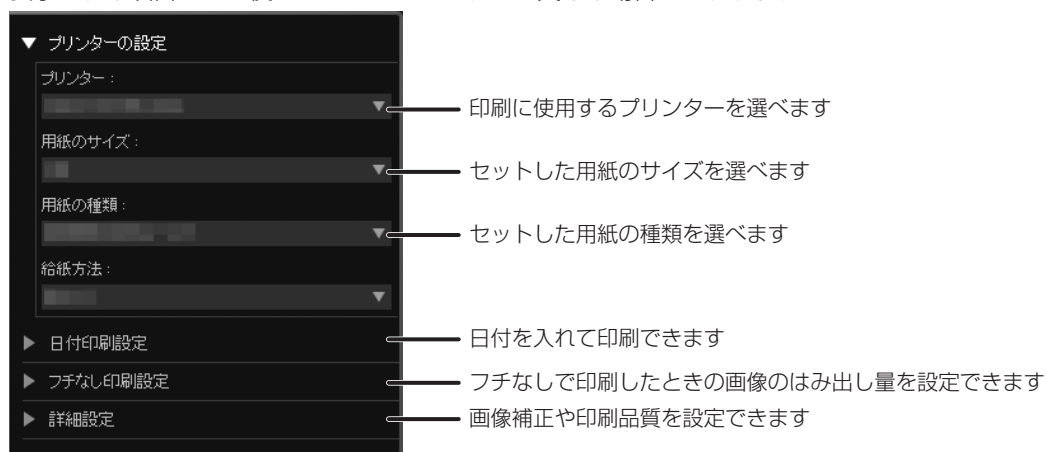 プリンターの設定
プリンター：
印刷に使用するプリンターを選べます
用紙のサイズ：
セットした用紙のサイズを選べます
用紙の種類：
セットした用紙の種類を選べます
給紙方法：
日付印刷設定
日付を入れて印刷できます
フチなし印刷設定
フチなしで印刷したときの画像のはみ出し量を設定できます
詳細設定
画像補正や印刷品質を設定できます